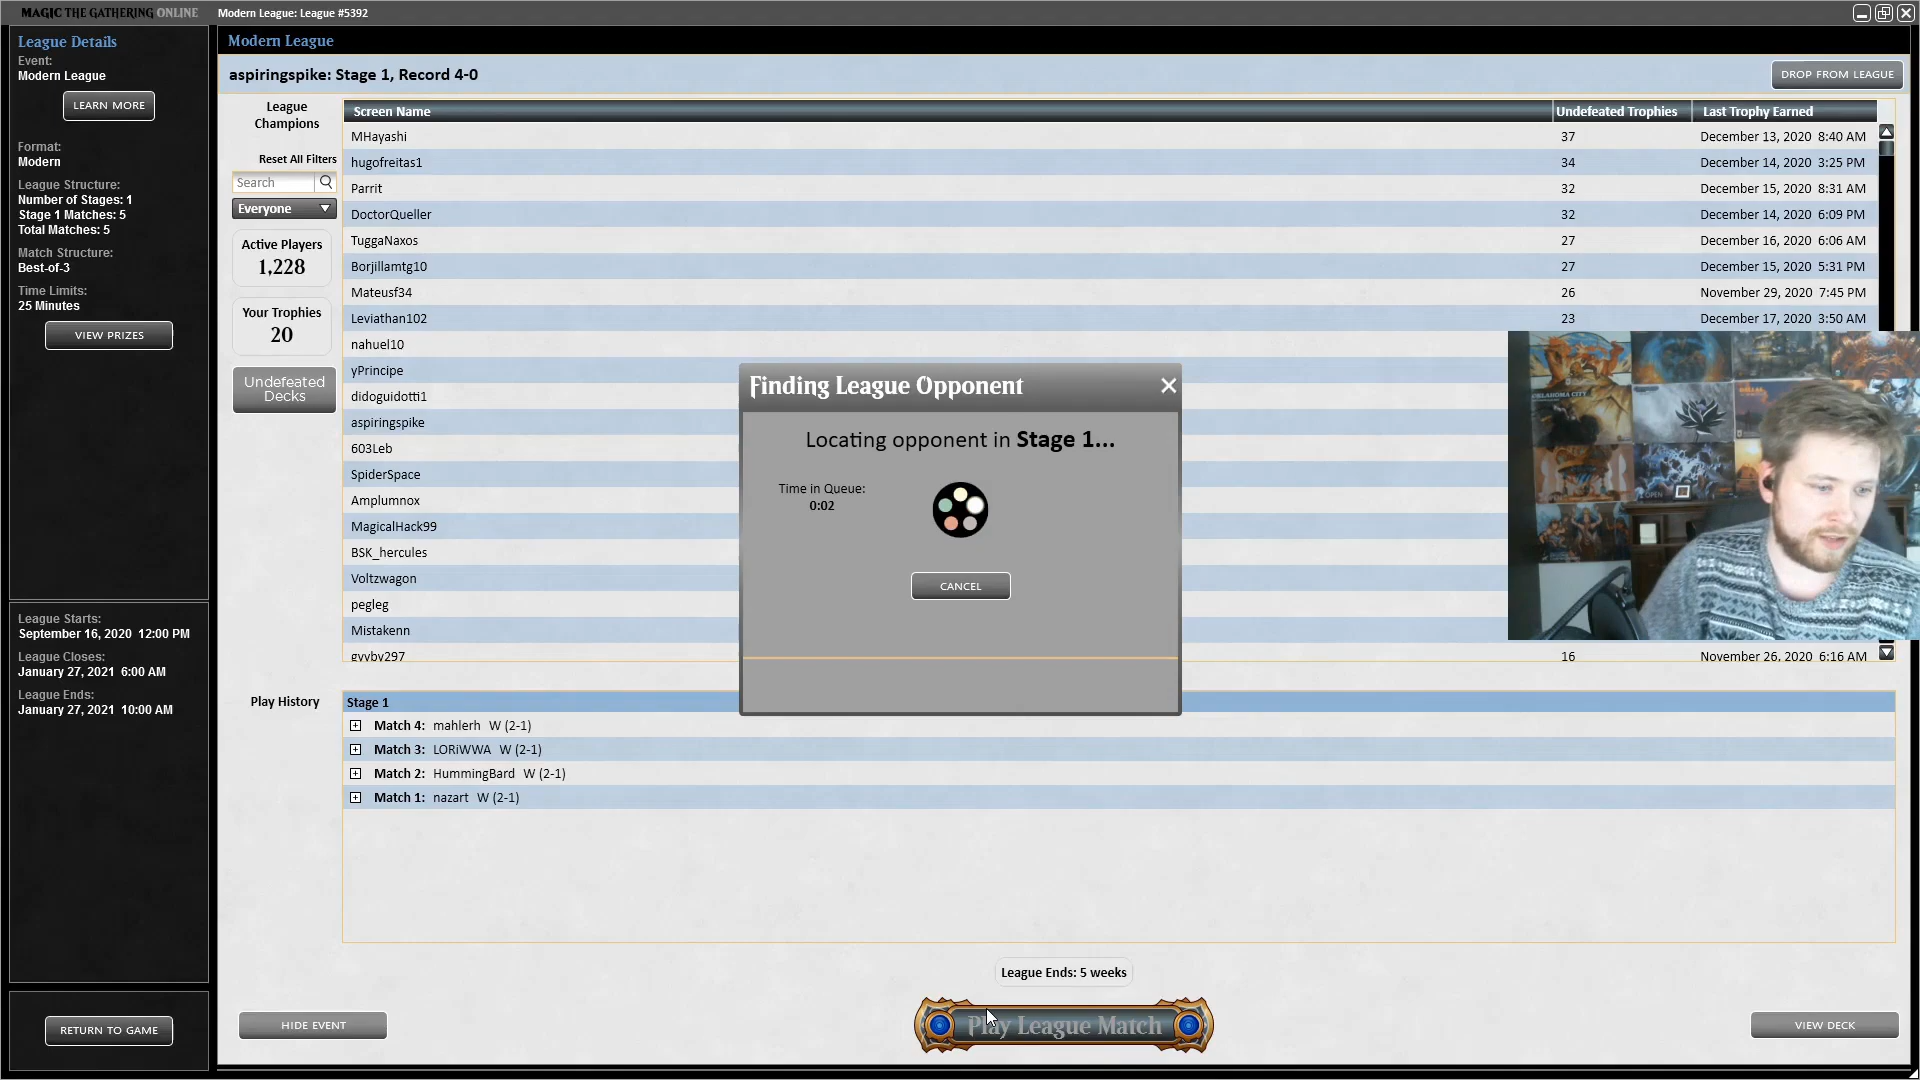 MAGIC THE GATHERING ONLINE
Modern League: League #5392
League Details
Event:
Modern League
LEARN MORE
Format:
Modern
League Structure:
Number of Stages: 1
Stage 1 Matches: 5
Total Matches: 5
Match Structure:
Best-of-3
Time Limits:
25 Minutes
VIEW PRIZES
League Starts:
September 16, 2020 12:00 PM
League Closes:
January 27, 2021 6:00 AM
League Ends:
January 27, 2021 10:00 AM
RETURN TO GAME
Modern League
aspiringspike: Stage 1, Record 4-0
DROP FROM LEAGUE
League
Champions
Reset All Filters
Search
Everyone
Active Players
1,228
Your Trophies
20
Undefeated
Decks
Screen Name Undefeated Trophies Last Trophy Earned
MHayashi 37 December 13, 2020 8:40 AM
hugofreitas1 34 December 14, 2020 3:25 PM
Parrit 32 December 15, 2020 8:31 AM
DoctorQueller 32 December 14, 2020 6:09 PM
TuggaNaxos 27 December 16, 2020 6:06 AM
Borjillamtg10 27 December 15, 2020 5:31 PM
Mateusf34 26 November 29, 2020 7:45 PM
Leviathan102 23 December 17, 2020 3:50 AM
nahuel10
yPrincipe
didoguidotti1
aspiringspike
603Leb
SpiderSpace
Amplumnox
MagicalHack99
BSK_hercules
Voltzwagon
pegleg
Mistakenn
gyyby297 16 November 26, 2020 6:16 AM
Finding League Opponent
Locating opponent in Stage 1...
Time in Queue:
0:02
CANCEL
OKLAHOMA CITY
Play History
Stage 1
Match 4: mahlerh W (2-1)
Match 3: LORiWWA W (2-1)
Match 2: HummingBard W (2-1)
Match 1: nazart W (2-1)
League Ends: 5 weeks
HIDE EVENT
Play League Match
VIEW DECK